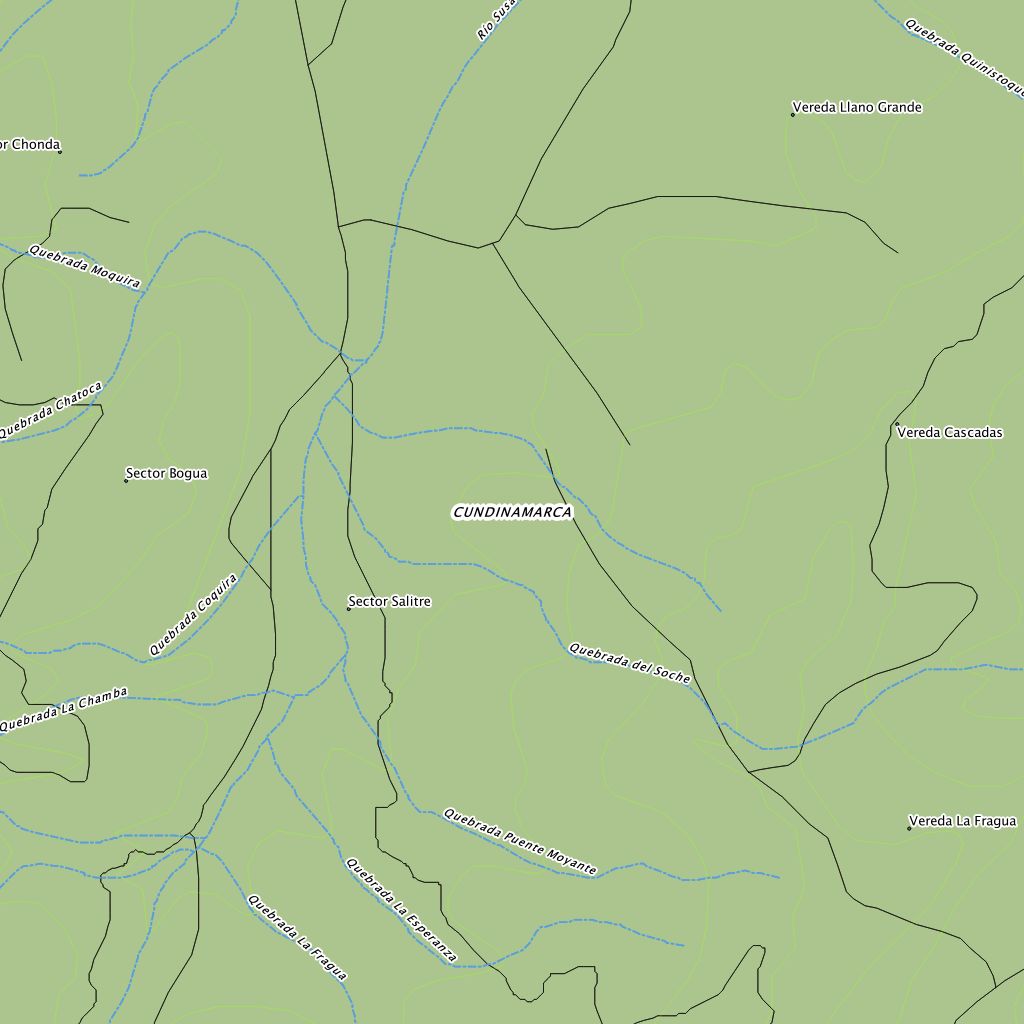 Río Susa
Quebrada Quinistoque
Vereda Llano Grande
or Chonda
Quebrada Moquira
Quebrada Chatoca
Vereda Cascadas
Sector Bogua
CUNDINAMARCA
Quebrada Coquira
Sector Salitre
Quebrada del Soche
Quebrada La Chamba
Quebrada Puente Moyante
Vereda La Fragua
Quebrada La Esperanza
Quebrada La Fragua